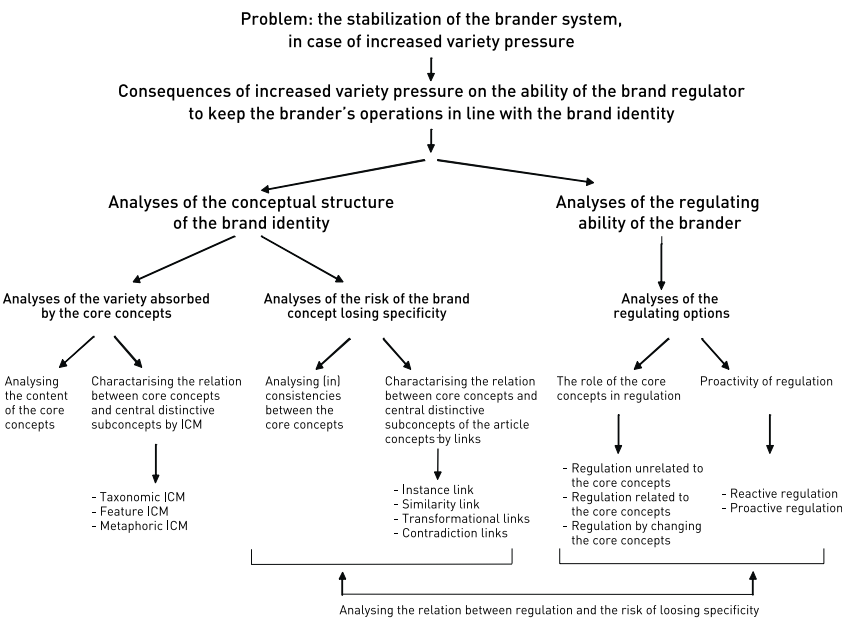 Problem: the stabilization of the brander system,
in case of increased variety pressure
Consequences of increased variety pressure on the ability of the brand regulator
to keep the brander's operations in line with the brand identity
Analyses of the conceptual structure
of the brand identity
Analyses of the regulating
ability of the brander
Analyses of the variety absorbed
by the core concepts
Analyses of the risk of the brand
concept losing specificity
Analyses of the
regulating options
Analysing
the content
of the core
concepts
Charactarising the relation
between core concepts
and central distinctive
subconcepts by ICM
Analysing (in)
consistencies
between the
core concepts
Charactarising the relation
between core concepts and
central distinctive
subconcepts of the article
concepts by links
The role of the core
concepts in regulation
Proactivity of regulation
- Taxonomic ICM
- Feature ICM
- Metaphoric ICM
- Instance link
- Similarity link
- Transformational links
- Contradiction links
- Regulation unrelated to
the core concepts
- Regulation related to
the core concepts
- Regulation by changing
the core concepts
- Reactive regulation
- Proactive regulation
Analysing the relation between regulation and the risk of loosing specificity